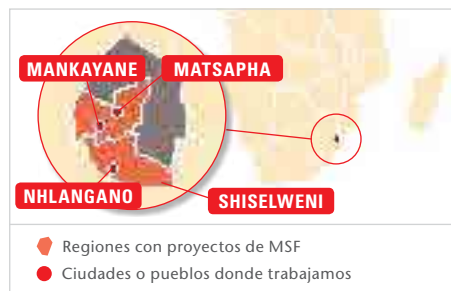 MANKAYANE
MATSAPHA
NHLANGANO
SHISELWENI
Regiones con proyectos de MSF
Ciudades o pueblos donde trabajamos